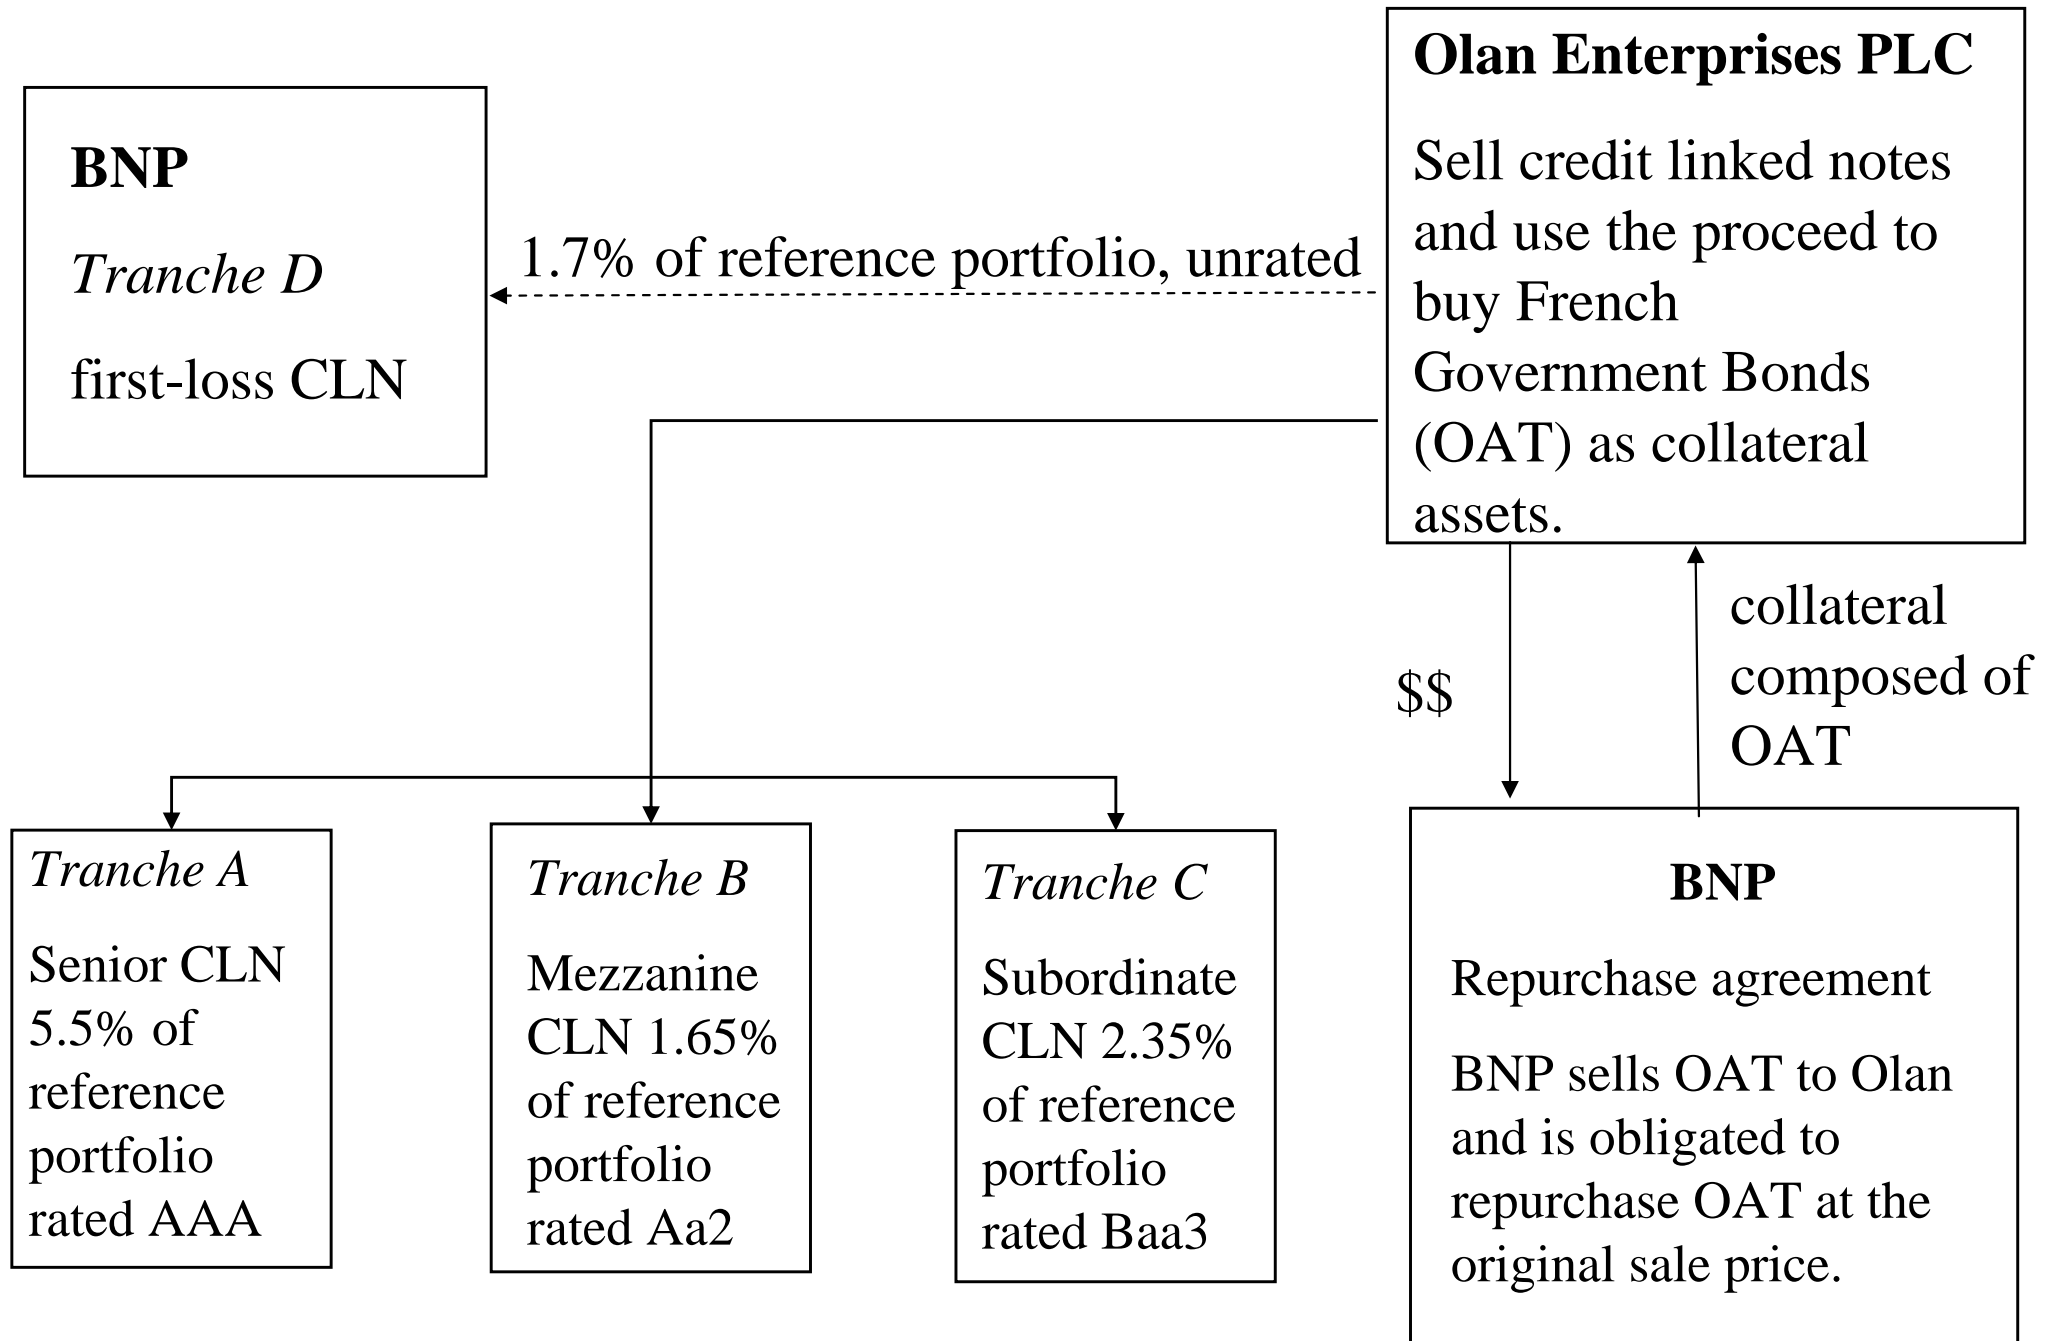 Olan Enterprises PLC
Sell credit linked notes
and use the proceed to
buy French
Government Bonds
(OAT) as collateral
assets.
BNP
Tranche D
first-loss CLN
1.7% of reference portfolio, unrated
$$
collateral
composed of
OAT
Tranche A
Senior CLN
5.5% of
reference
portfolio
rated AAA
Tranche B
Mezzanine
CLN 1.65%
of reference
portfolio
rated Aa2
Tranche C
Subordinate
CLN 2.35%
of reference
portfolio
rated Baa3
BNP
Repurchase agreement
BNP sells OAT to Olan
and is obligated to
repurchase OAT at the
original sale price.